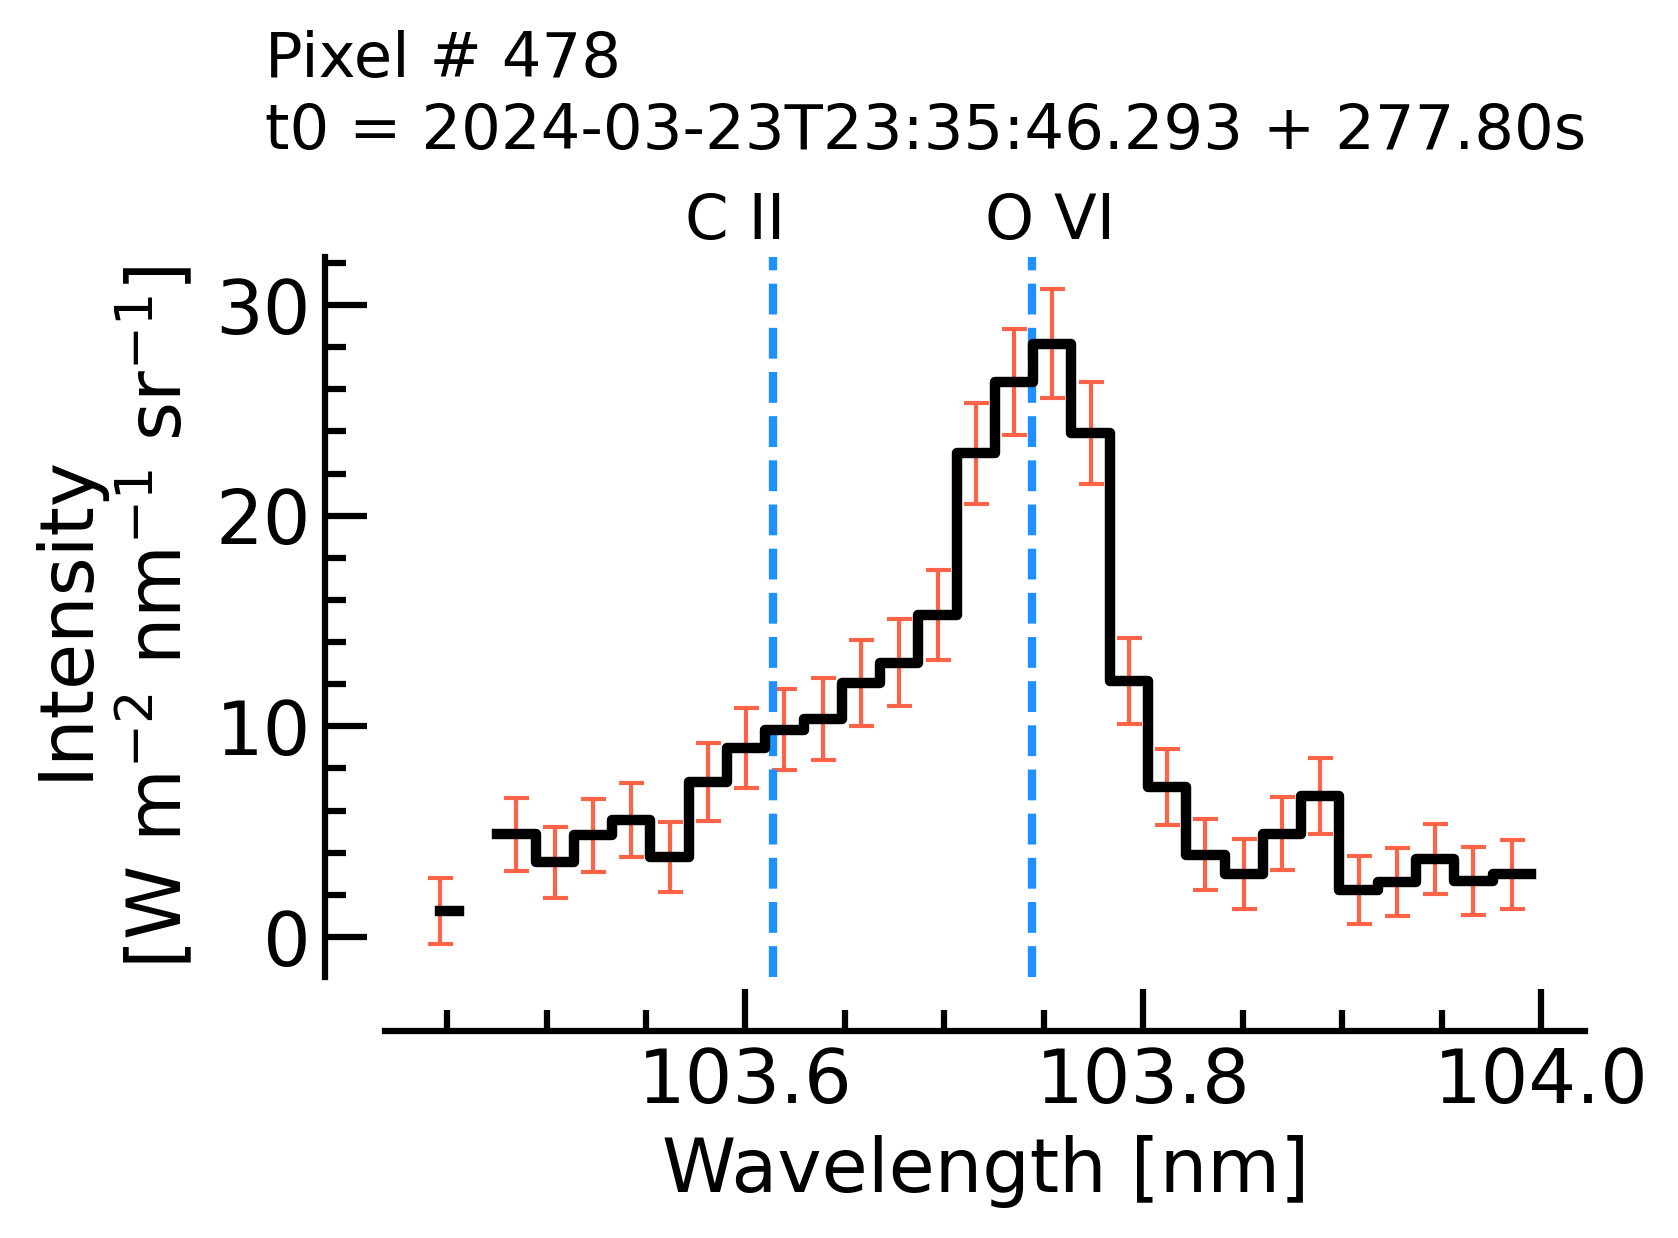 Pixel # 478
t0 = 2024-03-23T23:35:46.293 + 277.80s
C II O VI
Intensity
[W m⁻² nm⁻¹ sr⁻¹]
30
20
10
0
103.6 103.8 104.0
Wavelength [nm]